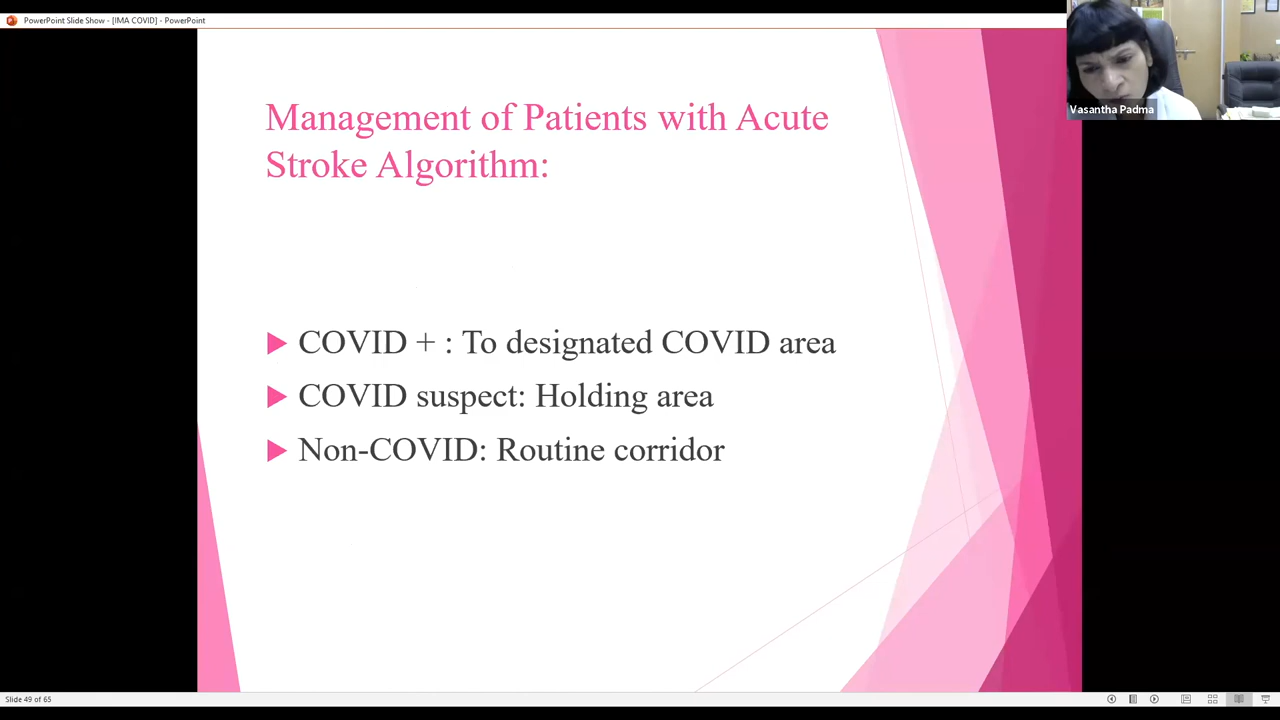 PowerPoint Slide Show - [IMA COVID] - PowerPoint
Vasantha Padma
Management of Patients with Acute
Stroke Algorithm:
COVID + : To designated COVID area
COVID suspect: Holding area
Non-COVID: Routine corridor
Slide 49 of 65